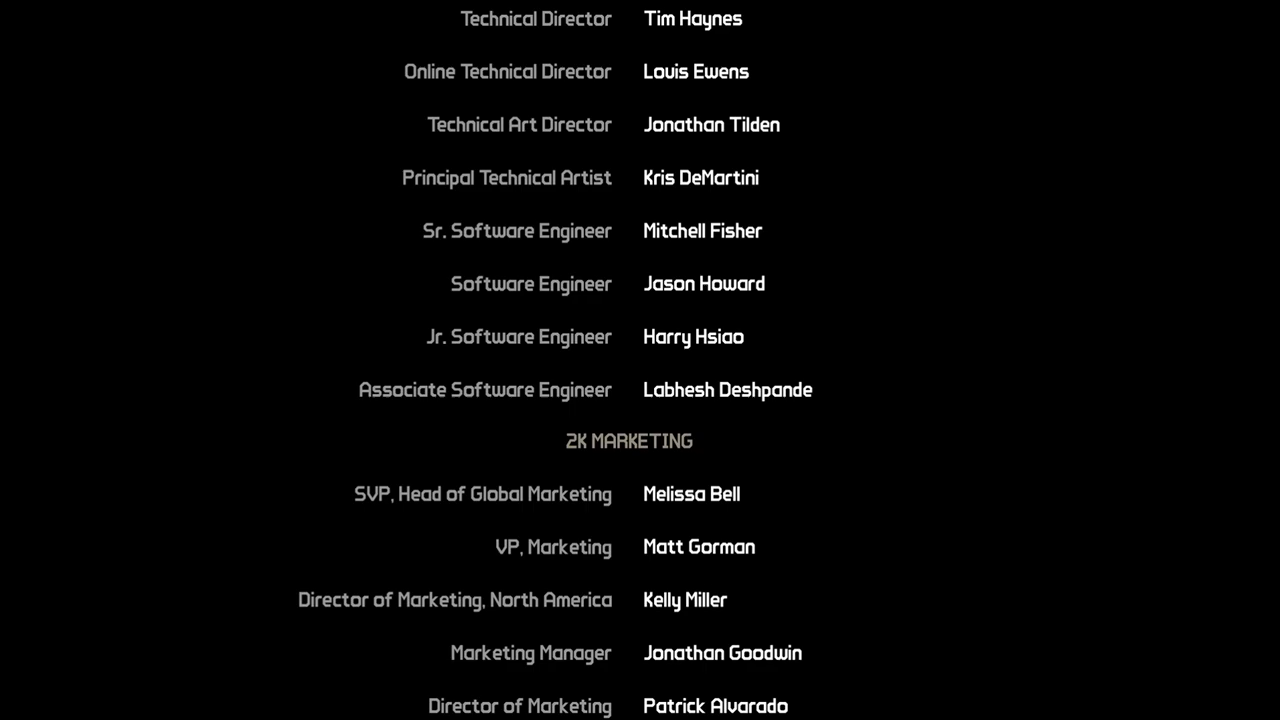 Technical Director Tim Haynes
Online Technical Director Louis Ewens
Technical Art Director Jonathan Tilden
Principal Technical Artist Kris DeMartini
Sr. Software Engineer Mitchell Fisher
Software Engineer Jason Howard
Jr. Software Engineer Harry Hsiao
Associate Software Engineer Labhesh Deshpande
2K MARKETING
SVP, Head of Global Marketing Melissa Bell
VP, Marketing Matt Gorman
Director of Marketing, North America Kelly Miller
Marketing Manager Jonathan Goodwin
Director of Marketing Patrick Alvarado